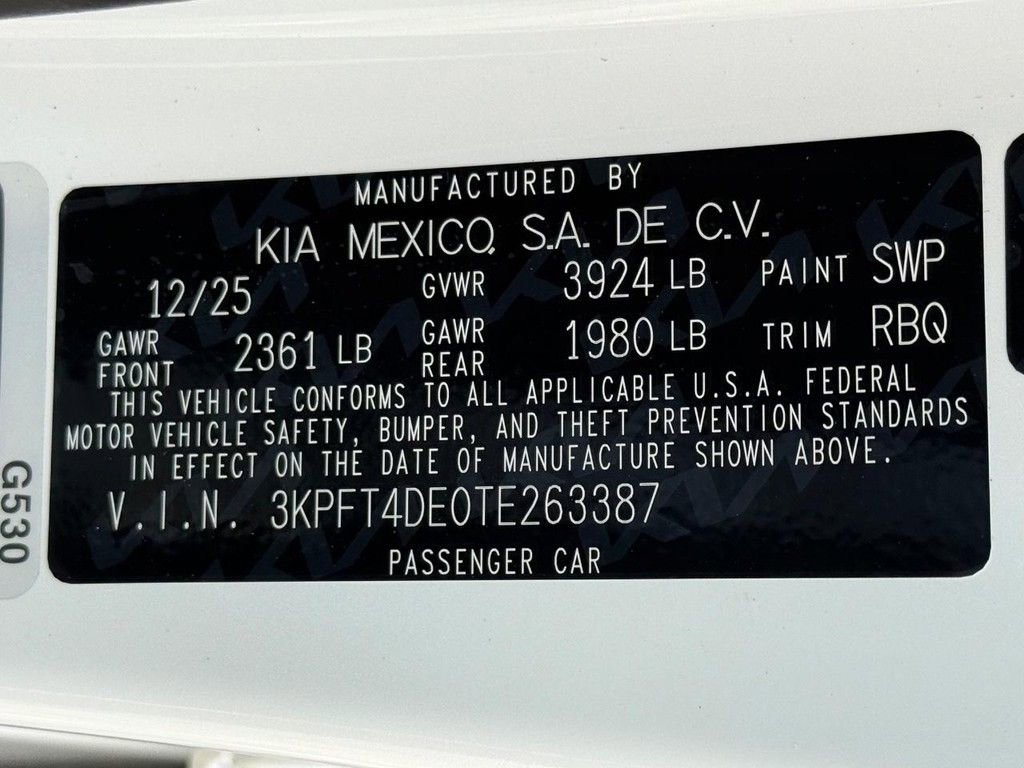 MANUFACTURED BY
KIA MEXICO, S.A. DE C.V.
12/25 GVWR 3924 LB PAINT SWP
GAWR FRONT 2361 LB GAWR REAR 1980 LB TRIM RBQ
THIS VEHICLE CONFORMS TO ALL APPLICABLE U.S.A. FEDERAL
MOTOR VEHICLE SAFETY, BUMPER, AND THEFT PREVENTION STANDARDS
IN EFFECT ON THE DATE OF MANUFACTURE SHOWN ABOVE.
V.I.N. 3KPFT4DE0TE263387
PASSENGER CAR
G530